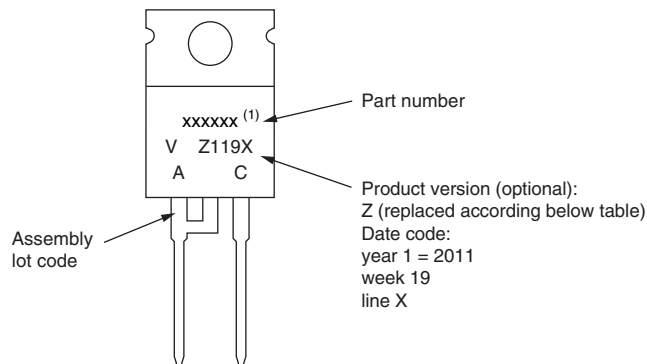 xxxxxx (1)
V Z119X
A C
Part number
Product version (optional):
Z (replaced according below table)
Date code:
year 1 = 2011
week 19
line X
Assembly
lot code